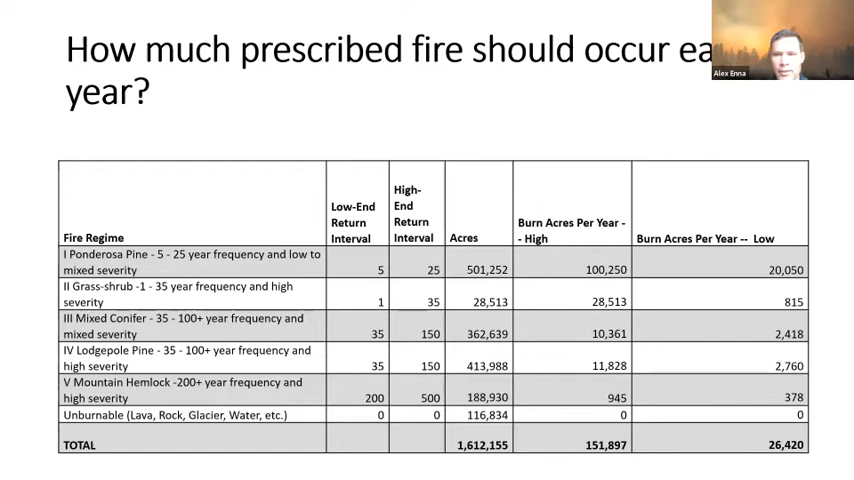 How much prescribed fire should occur ea
year?
Alex Enna
Fire Regime
Low-End
Return
Interval
High-
End
Return
Interval
Acres
Burn Acres Per Year -
- High
Burn Acres Per Year -- Low
I Ponderosa Pine - 5 - 25 year frequency and low to
mixed severity
5
25
501,252
100,250
20,050
II Grass-shrub -1 - 35 year frequency and high
severity
1
35
28,513
28,513
815
III Mixed Conifer - 35 - 100+ year frequency and
mixed severity
35
150
362,639
10,361
2,418
IV Lodgepole Pine - 35 - 100+ year frequency and
high severity
35
150
413,988
11,828
2,760
V Mountain Hemlock -200+ year frequency and
high severity
200
500
188,930
945
378
Unburnable (Lava, Rock, Glacier, Water, etc.)
0
0
116,834
0
0
TOTAL
1,612,155
151,897
26,420